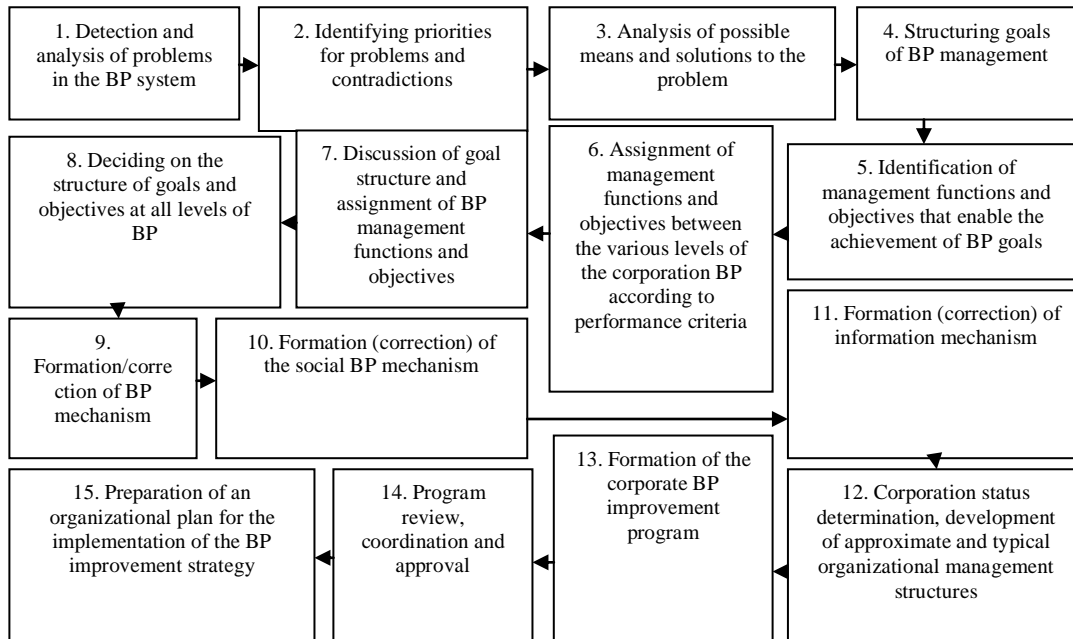 1. Detection and
analysis of problems
in the BP system
2. Identifying priorities
for problems and
contradictions
3. Analysis of possible
means and solutions to the
problem
4. Structuring goals
of BP management
5. Identification of
management functions and
objectives that enable the
achievement of BP goals
6. Assignment of
management
functions and
objectives between
the various levels of
the corporation BP
according to
performance criteria
7. Discussion of goal
structure and
assignment of BP
management
functions and
objectives
8. Deciding on the
structure of goals and
objectives at all levels of
BP
9.
Formation/corre
ction of BP
mechanism
10. Formation (correction) of
the social BP mechanism
11. Formation (correction) of
information mechanism
12. Corporation status
determination, development
of approximate and typical
organizational management
structures
13. Formation of the
corporate BP
improvement
program
14. Program
review,
coordination and
approval
15. Preparation of an
organizational plan for the
implementation of the BP
improvement strategy